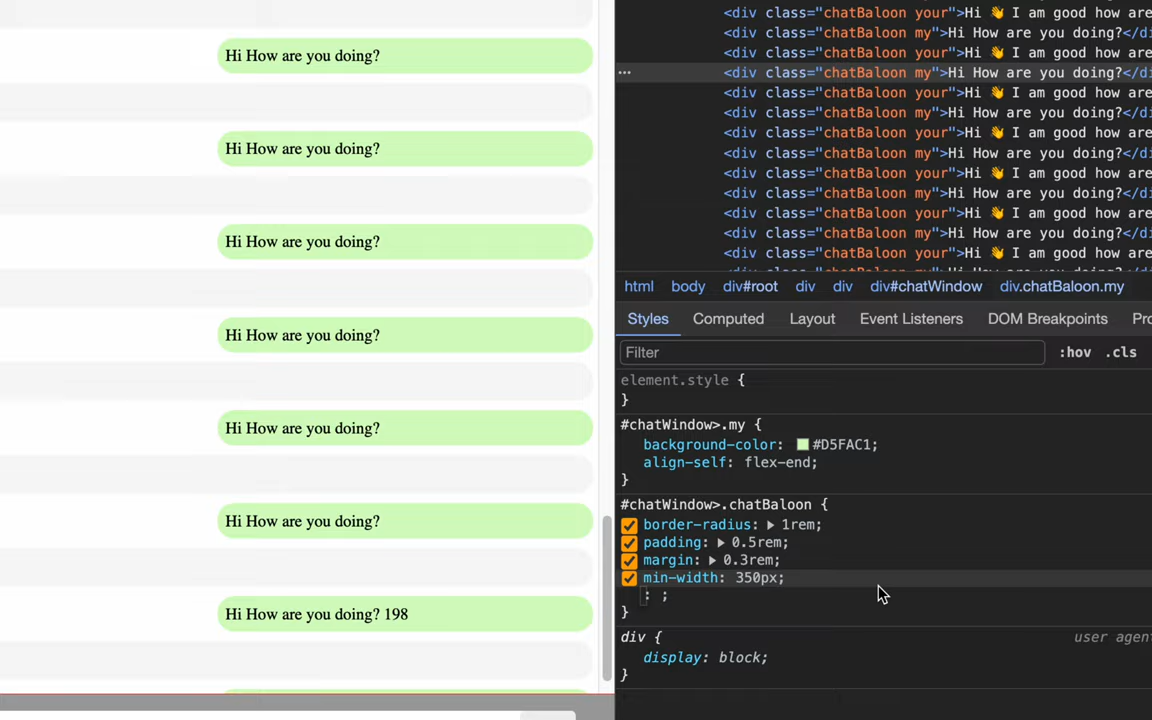 Hi How are you doing?
Hi How are you doing?
Hi How are you doing?
Hi How are you doing?
Hi How are you doing?
Hi How are you doing?
Hi How are you doing? 198
<div class="chatBaloon your">Hi 👋 I am good how are
<div class="chatBaloon my">Hi How are you doing?</di
<div class="chatBaloon your">Hi 👋 I am good how are
<div class="chatBaloon my">Hi How are you doing?</di
<div class="chatBaloon your">Hi 👋 I am good how are
<div class="chatBaloon my">Hi How are you doing?</di
<div class="chatBaloon your">Hi 👋 I am good how are
<div class="chatBaloon my">Hi How are you doing?</di
<div class="chatBaloon your">Hi 👋 I am good how are
<div class="chatBaloon my">Hi How are you doing?</di
<div class="chatBaloon your">Hi 👋 I am good how are
<div class="chatBaloon my">Hi How are you doing?</di
<div class="chatBaloon your">Hi 👋 I am good how are
html body div#root div div div#chatWindow div.chatBaloon.my
Styles Computed Layout Event Listeners DOM Breakpoints Pro
Filter :hov .cls
element.style {
}
#chatWindow>.my {
background-color: #D5FAC1;
align-self: flex-end;
}
#chatWindow>.chatBaloon {
border-radius: 1rem;
padding: 0.5rem;
margin: 0.3rem;
min-width: 350px;
: ;
}
div { user agent
display: block;
}